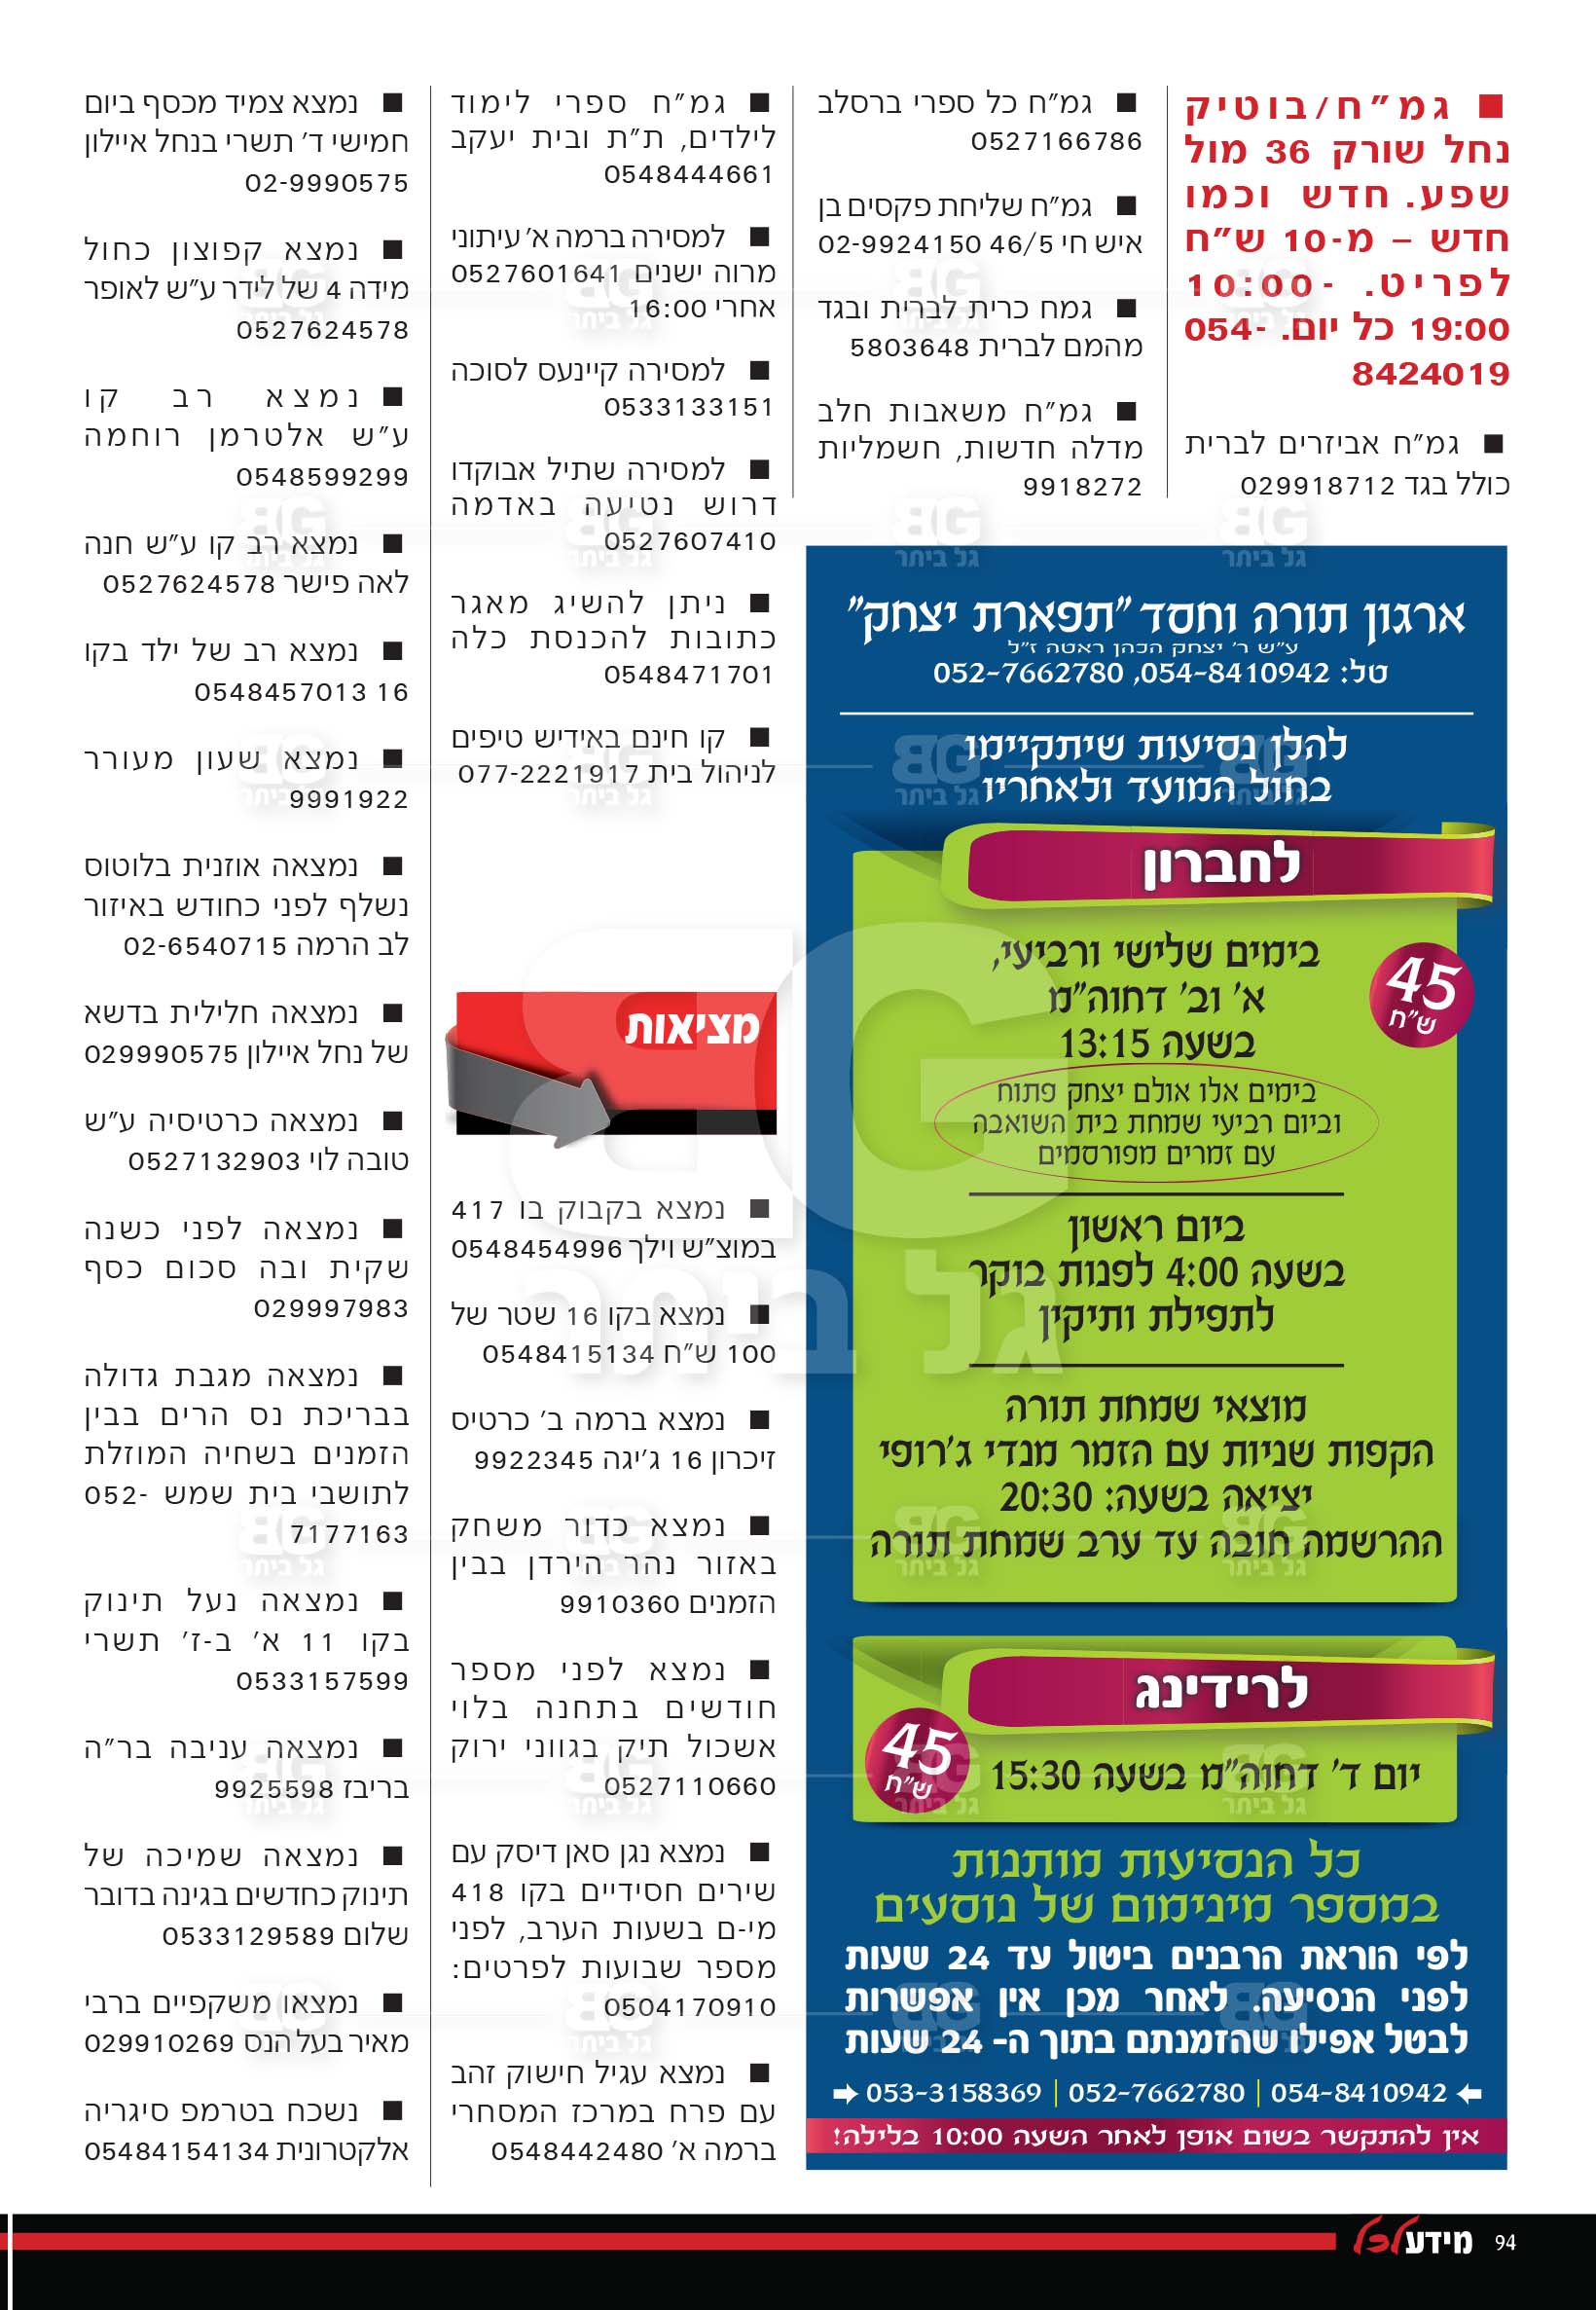 ■ גמ"ח/בוטיק
נחל שורק 36 מול
שפע. חדש וכמו
חדש – מ-10 ש"ח
לפריט. 10:00-
19:00 כל יום. 054-
8424019
■ גמ"ח אביזרים לברית
כולל בגד 029918712
■ גמ"ח כל ספרי ברסלב
0527166786
■ גמ"ח שליחת פקסים בן
איש חי 46/5 02-9924150
■ גמח כרית לברית ובגד
מהמם לברית 5803648
■ גמ"ח משאבות חלב
מדלה חדשות, חשמליות
9918272
ארגון תורה וחסד "תפארת יצחק"
ע"ש ר' יצחק הכהן ראטה ז"ל
טל: 054-8410942, 052-7662780
להלן נסיעות שיתקיימו
בחול המועד ולאחריו
לחברון
45
ש"ח
בימים שלישי ורביעי,
א' וב' דחוה"מ
בשעה 13:15
בימים אלו אולם יצחק פתוח
וביום רביעי שמחת בית השואבה
עם זמרים מפורסמים
ביום ראשון
בשעה 4:00 לפנות בוקר
לתפילת ותיקין
מוצאי שמחת תורה
הקפות שניות עם הזמר מנדי ג'רופי
יציאה בשעה: 20:30
ההרשמה חובה עד ערב שמחת תורה
לרידינג
45
ש"ח
יום ד' דחוה"מ בשעה 15:30
כל הנסיעות מותנות
במספר מינימום של נוסעים
לפי הוראת הרבנים ביטול עד 24 שעות
לפני הנסיעה. לאחר מכן אין אפשרות
לבטל אפילו שהזמנתם בתוך ה- 24 שעות
054-8410942 | 052-7662780 | 053-3158369
אין להתקשר בשום אופן לאחר השעה 10:00 בלילה!
■ גמ"ח ספרי לימוד
לילדים, ת"ת ובית יעקב
0548444661
■ למסירה ברמה א' עיתוני
מרוה ישנים 0527601641
אחרי 16:00
■ למסירה קיינעס לסוכה
0533133151
■ למסירה שתיל אבוקדו
דרוש נטיעה באדמה
0527607410
■ ניתן להשיג מאגר
כתובות להכנסת כלה
0548471701
■ קו חינם באידיש טיפים
לניהול בית 077-2221917
מציאות
■ נמצא בקבוק בו 417
במוצ"ש וילך 0548454996
■ נמצא בקו 16 שטר של
100 ש"ח 0548415134
■ נמצא ברמה ב' כרטיס
זיכרון 16 ג'יגה 9922345
■ נמצא כדור משחק
באזור נהר הירדן בבין
הזמנים 9910360
■ נמצא לפני מספר
חודשים בתחנה בלוי
אשכול תיק בגווני ירוק
0527110660
■ נמצא נגן סאן דיסק עם
שירים חסידיים בקו 418
מי-ם בשעות הערב, לפני
מספר שבועות לפרטים:
0504170910
■ נמצא עגיל חישוק זהב
עם פרח במרכז המסחרי
ברמה א' 0548442480
■ נמצא צמיד מכסף ביום
חמישי ד' תשרי בנחל איילון
02-9990575
■ נמצא קפוצון כחול
מידה 4 של לידר ע"ש לאופר
0527624578
■ נמצא רב קו
ע"ש אלטרמן רוחמה
0548599299
■ נמצא רב קו ע"ש חנה
לאה פישר 0527624578
■ נמצא רב של ילד בקו
16 0548457013
■ נמצא שעון מעורר
9991922
■ נמצאה אוזנית בלוטוס
נשלף לפני כחודש באיזור
לב הרמה 02-6540715
■ נמצאה חלילית בדשא
של נחל איילון 029990575
■ נמצאה כרטיסיה ע"ש
טובה לוי 0527132903
■ נמצאה לפני כשנה
שקית ובה סכום כסף
029997983
■ נמצאה מגבת גדולה
בבריכת נס הרים בבין
הזמנים בשחיה המוזלת
לתושבי בית שמש 052-
7177163
■ נמצאה נעל תינוק
בקו 11 א' ב-ז' תשרי
0533157599
■ נמצאה עניבה בר"ה
בריבז 9925598
■ נמצאה שמיכה של
תינוק כחדשים בגינה בדובר
שלום 0533129589
■ נמצאו משקפיים ברבי
מאיר בעל הנס 029910269
■ נשכח בטרמפ סיגריה
אלקטרונית 05484154134
BG
גל ביתר
94 מידע לכל